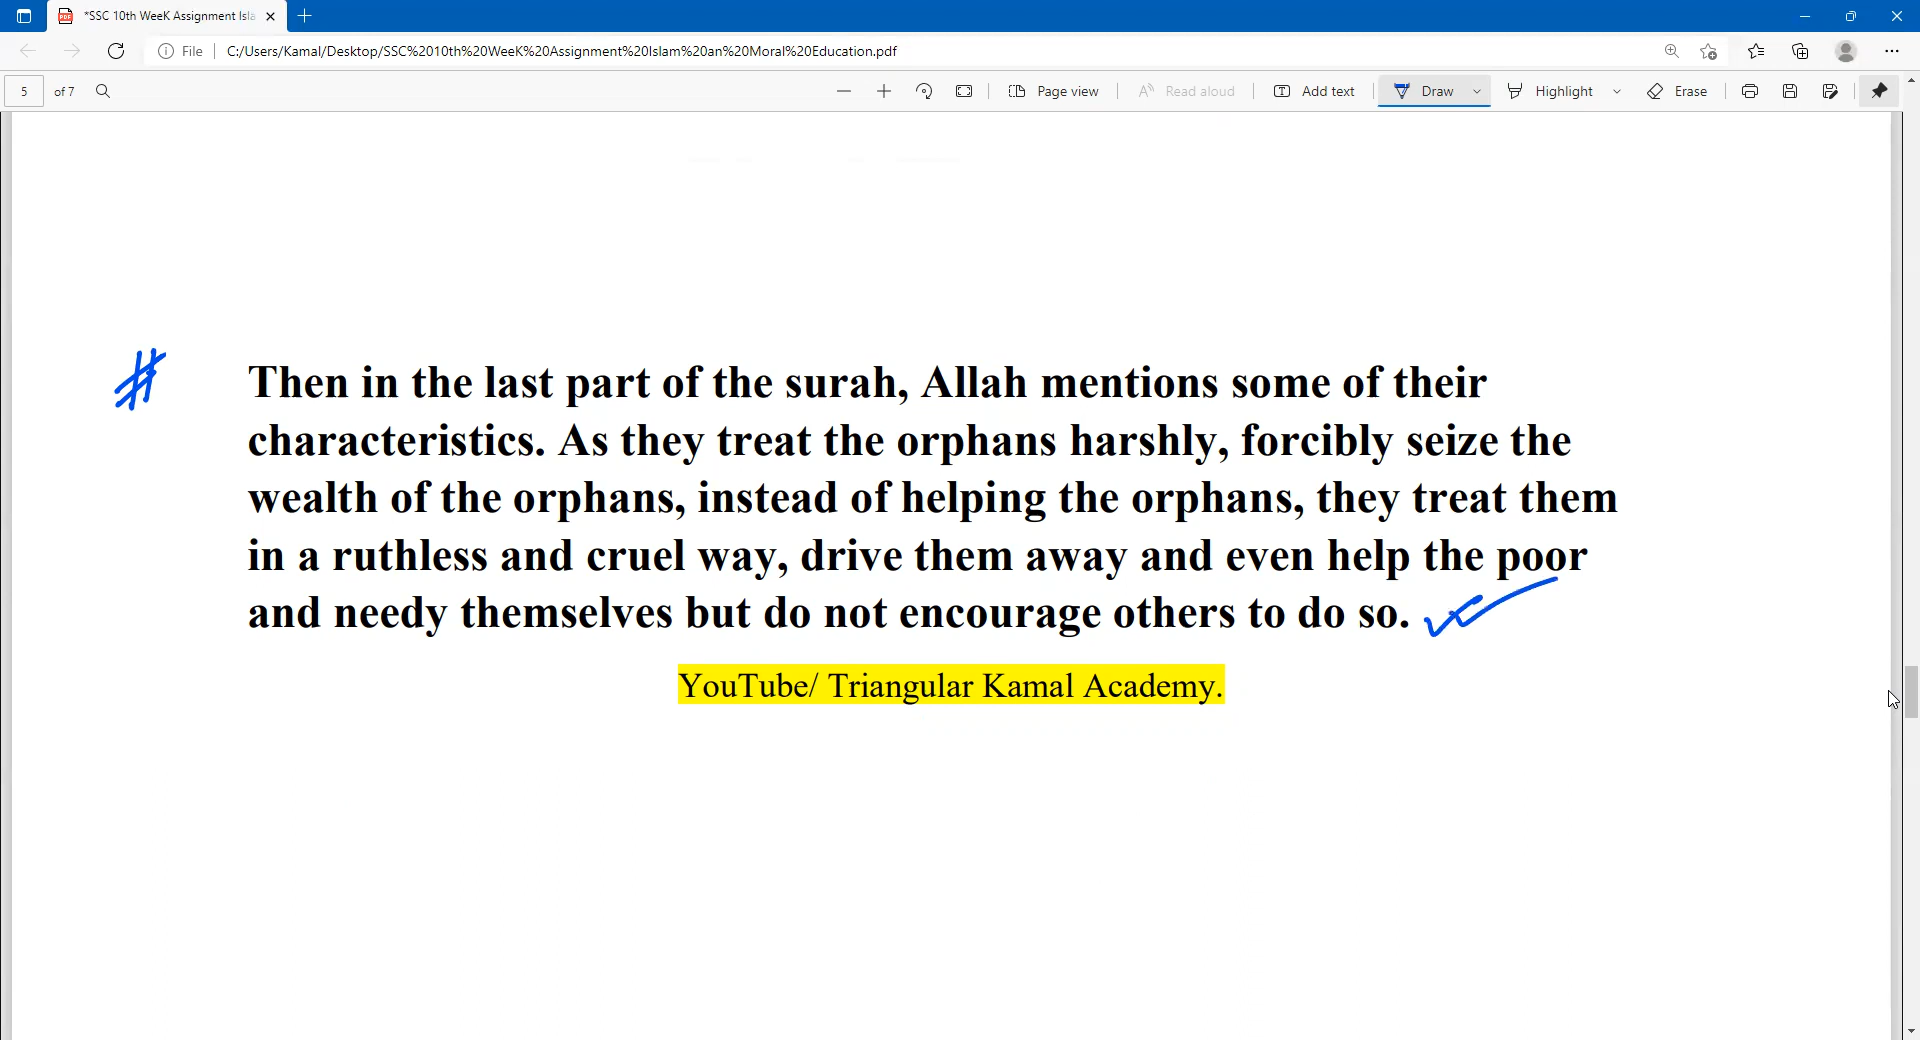 *SSC 10th WeeK Assignment Isla
File
C:/Users/Kamal/Desktop/SSC%2010th%20WeeK%20Assignment%20Islam%20an%20Moral%20Education.pdf
5 of 7
Page view
Read aloud
Add text
Draw
Highlight
Erase
#
Then in the last part of the surah, Allah mentions some of their
characteristics. As they treat the orphans harshly, forcibly seize the
wealth of the orphans, instead of helping the orphans, they treat them
in a ruthless and cruel way, drive them away and even help the poor
and needy themselves but do not encourage others to do so.
YouTube/ Triangular Kamal Academy.